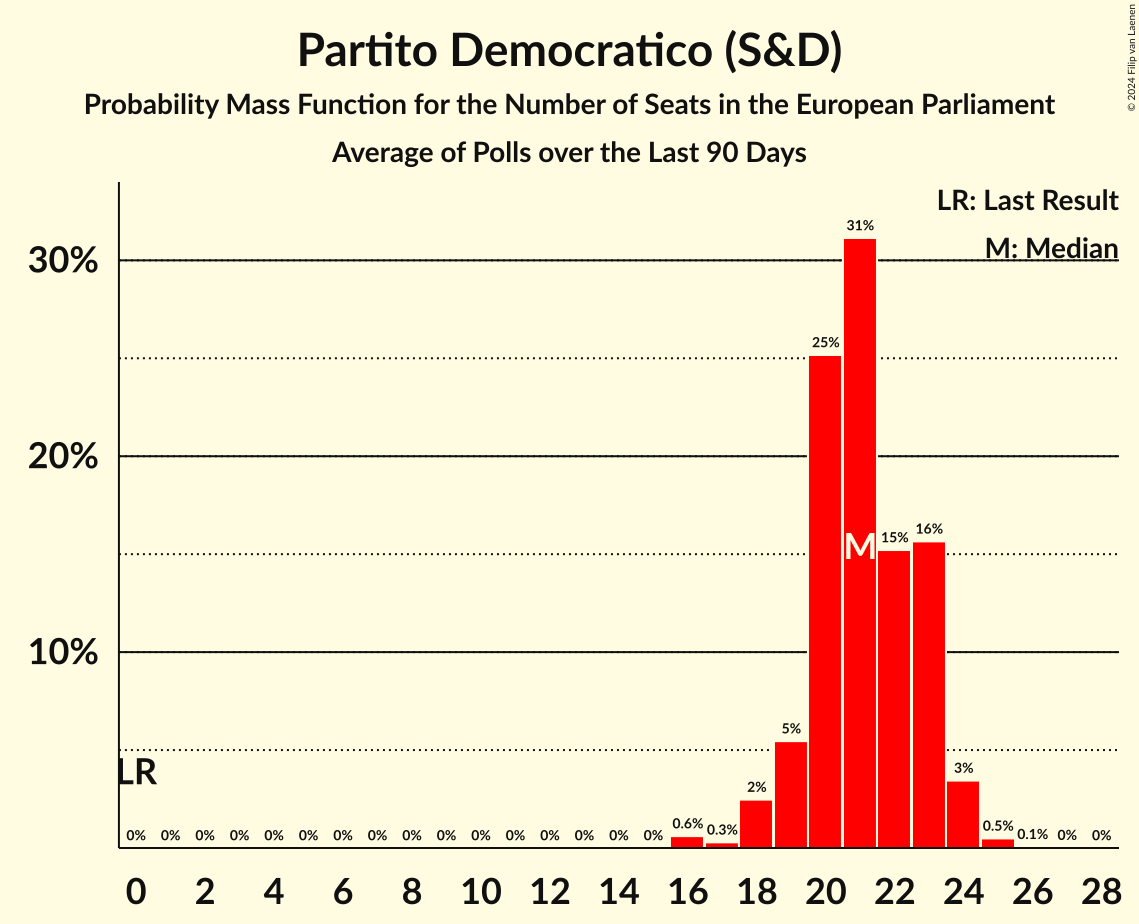 Partito Democratico (S&D)
Probability Mass Function for the Number of Seats in the European Parliament
Average of Polls over the Last 90 Days
© 2024 Filip van Laenen
LR: Last Result
M: Median
30%
20%
10%
31%
25%
M
15%
16%
5%
LR
3%
2%
0% 0% 0% 0% 0% 0% 0% 0% 0% 0% 0% 0% 0% 0% 0% 0% 0.6% 0.3% 0.5% 0.1% 0% 0%
0 2 4 6 8 10 12 14 16 18 20 22 24 26 28